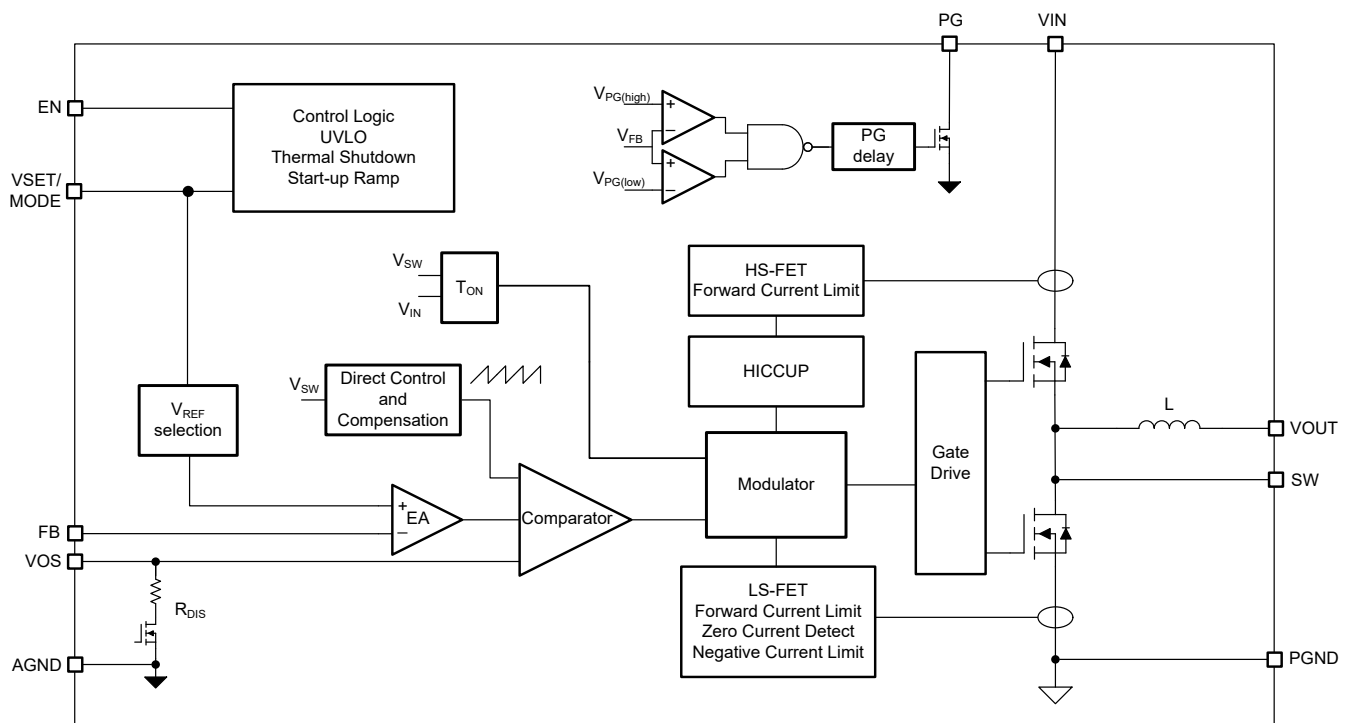 PG
VIN
EN
Control Logic
UVLO
Thermal Shutdown
Start-up Ramp
VPG(high)
+
−
VFB
+
VPG(low)
−
PG
delay
VSET/
MODE
VSW
VIN
TON
HS-FET
Forward Current Limit
HICCUP
VSW
Direct Control
and
Compensation
VREF
selection
L
VOUT
Gate
Drive
Modulator
SW
+
EA
−
Comparator
FB
VOS
RDIS
LS-FET
Forward Current Limit
Zero Current Detect
Negative Current Limit
AGND
PGND